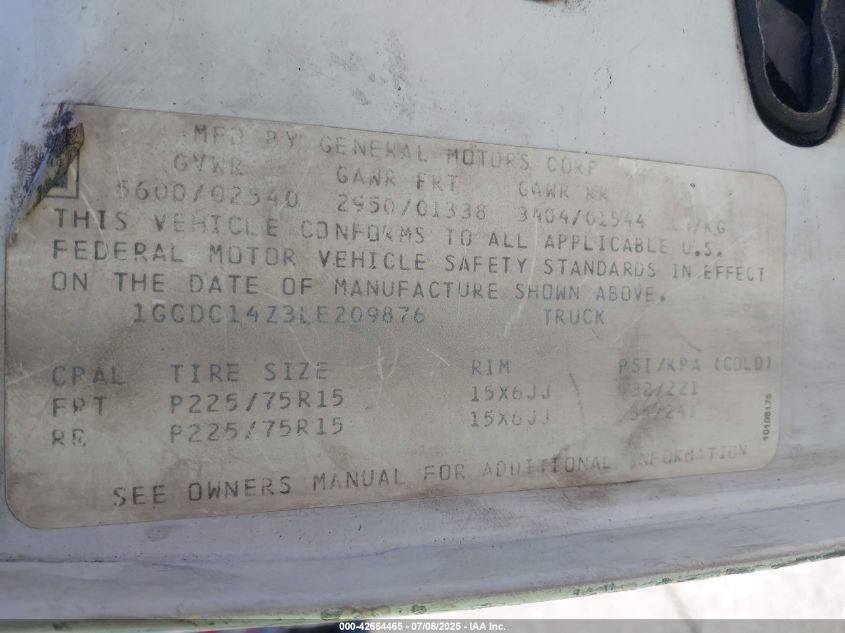 MFD BY GENERAL MOTORS CORP
GVWR GAWR FRT GAWR RR
5600/02540 2950/01338 3404/01544 LB/KG
THIS VEHICLE CONFORMS TO ALL APPLICABLE U.S.
FEDERAL MOTOR VEHICLE SAFETY STANDARDS IN EFFECT
ON THE DATE OF MANUFACTURE SHOWN ABOVE.
1GCDC14Z3LE209876 TRUCK
CPAL TIRE SIZE RIM PSI/KPA (COLD)
FRT P225/75R15 15X6JJ 32/221
RR P225/75R15 15X6JJ
SEE OWNERS MANUAL FOR ADDITIONAL INFORMATION
10108175
000-42654465 - 07/08/2025 - IAA Inc.